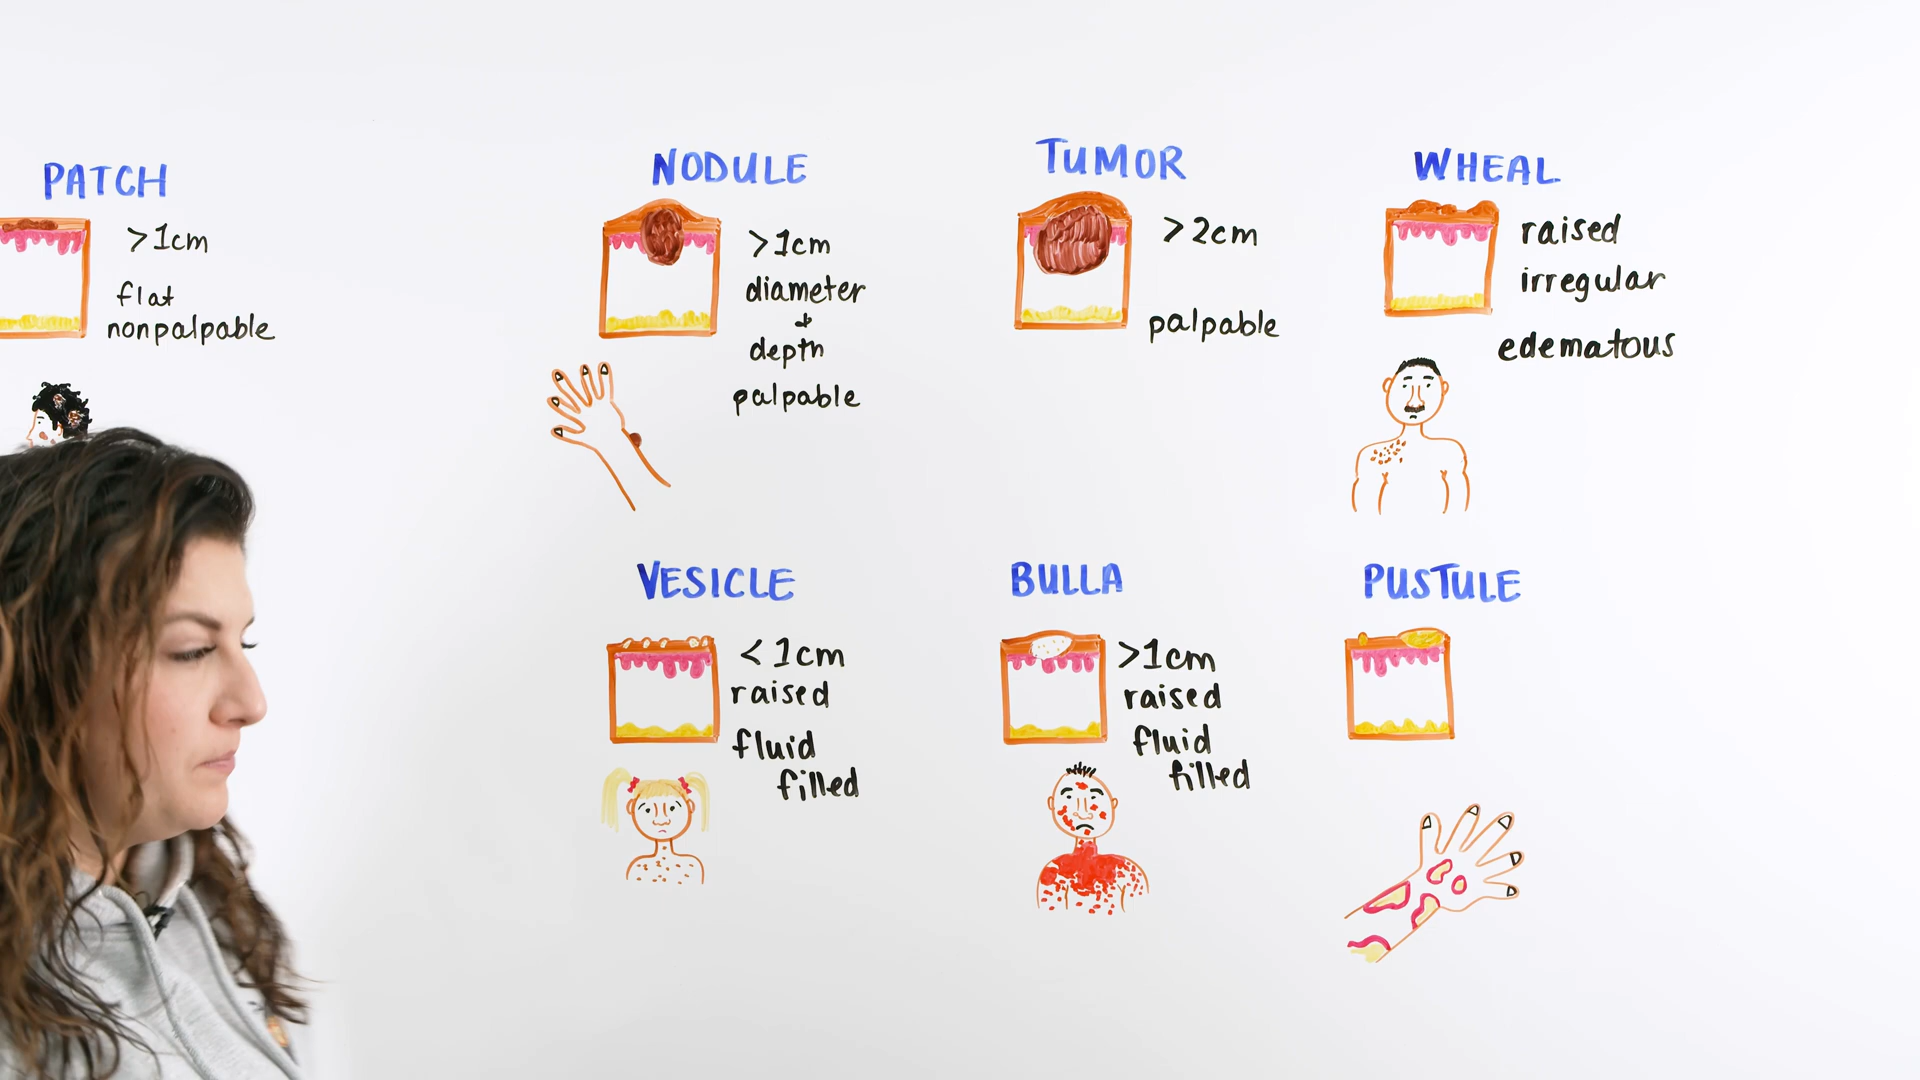 PATCH
>1cm
flat
nonpalpable
NODULE
>1cm
diameter
&
depth
palpable
TUMOR
>2cm
palpable
WHEAL
raised
irregular
edematous
VESICLE
<1cm
raised
fluid
filled
BULLA
>1cm
raised
fluid
filled
PUSTULE